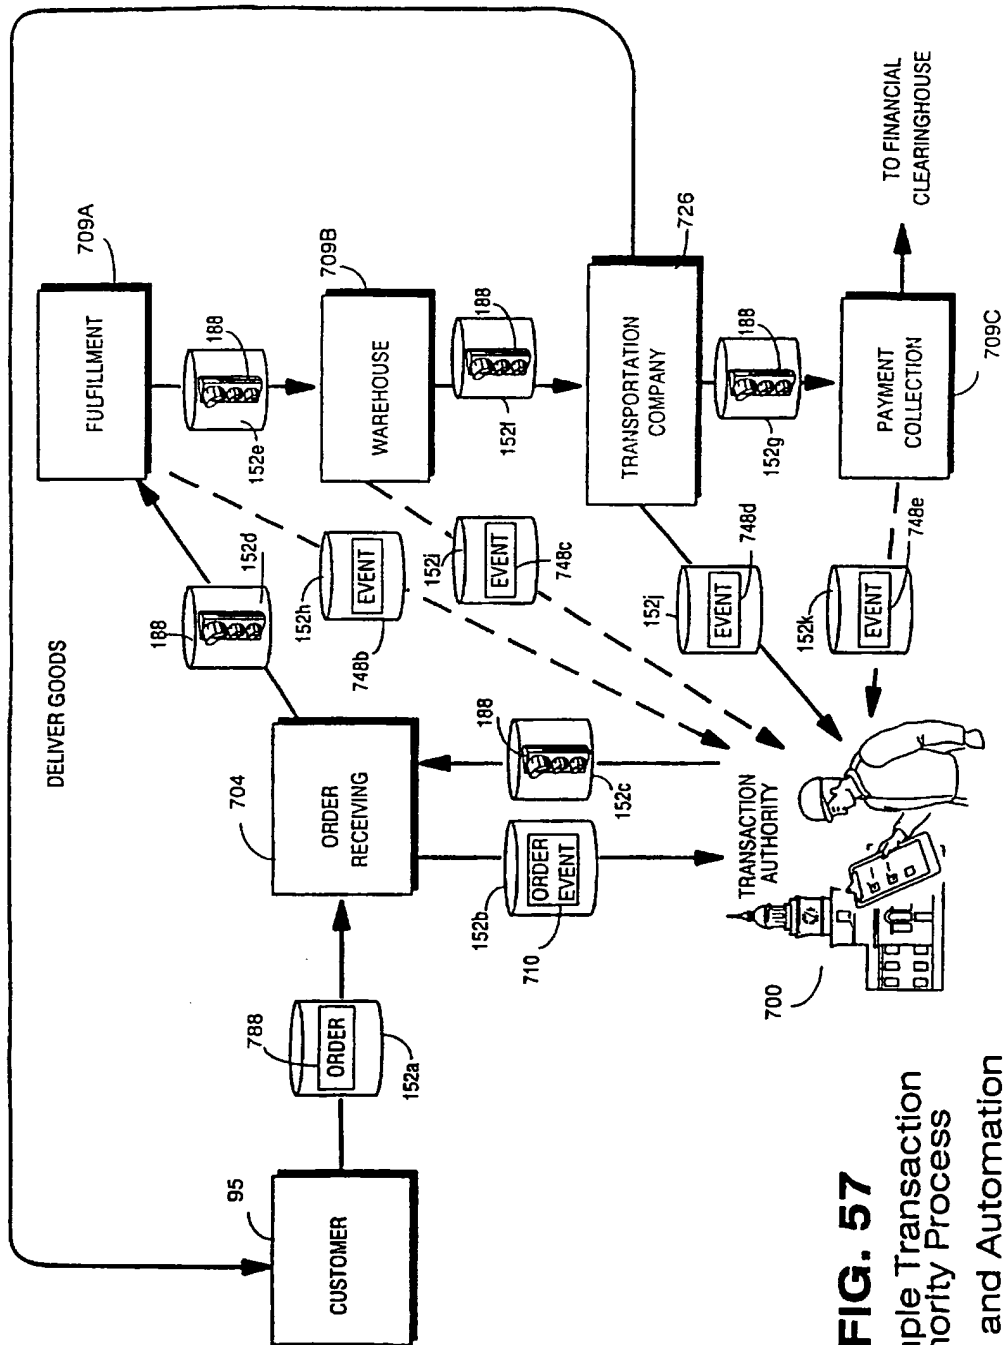 DELIVER GOODS
95
CUSTOMER
788
ORDER
152a
704
ORDER
RECEIVING
188
152d
709A
FULFILLMENT
188
152e
709B
WAREHOUSE
188
152f
726
TRANSPORTATION
COMPANY
188
152g
PAYMENT
COLLECTION
709C
TO FINANCIAL
CLEARINGHOUSE
152h
EVENT
748b
152i
EVENT
748c
152j
EVENT
748d
152k
EVENT
748e
152b
ORDER
EVENT
710
188
152c
TRANSACTION
AUTHORITY
700
FIG. 57
Transaction
Process
and Automation